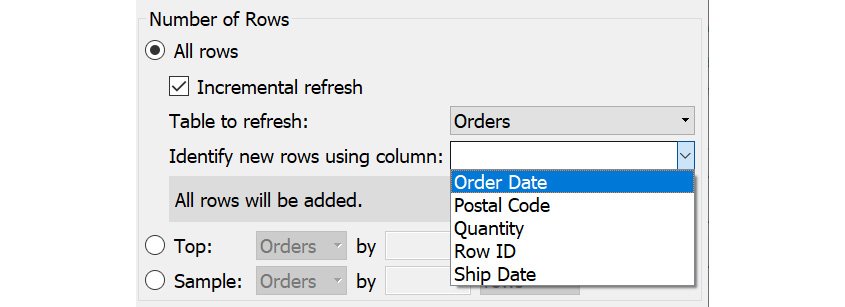 Number of Rows
All rows
Incremental refresh
Table to refresh: Orders
Identify new rows using column:
Order Date
Postal Code
Quantity
Row ID
Ship Date
All rows will be added.
Top: Orders by
Sample: Orders by